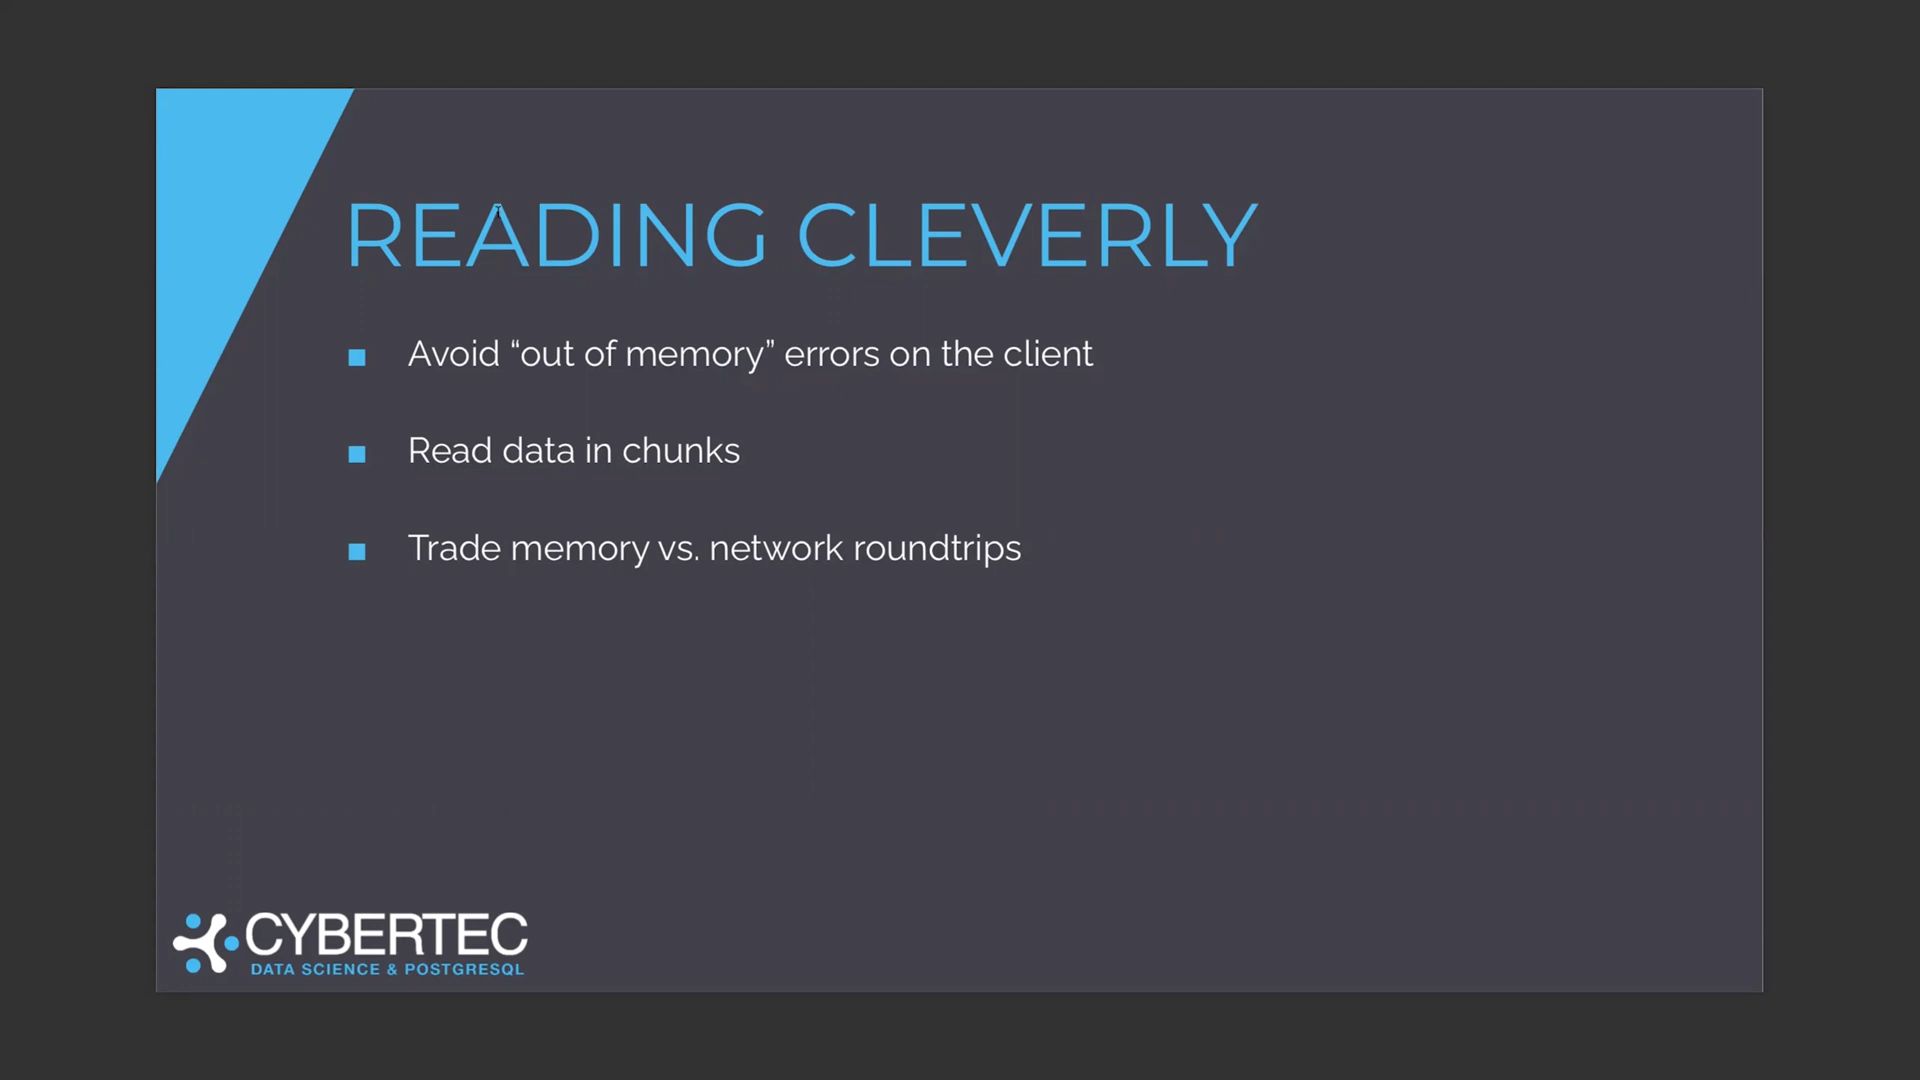 READING CLEVERLY
Avoid “out of memory” errors on the client
Read data in chunks
Trade memory vs. network roundtrips
CYBERTEC
DATA SCIENCE & POSTGRESQL